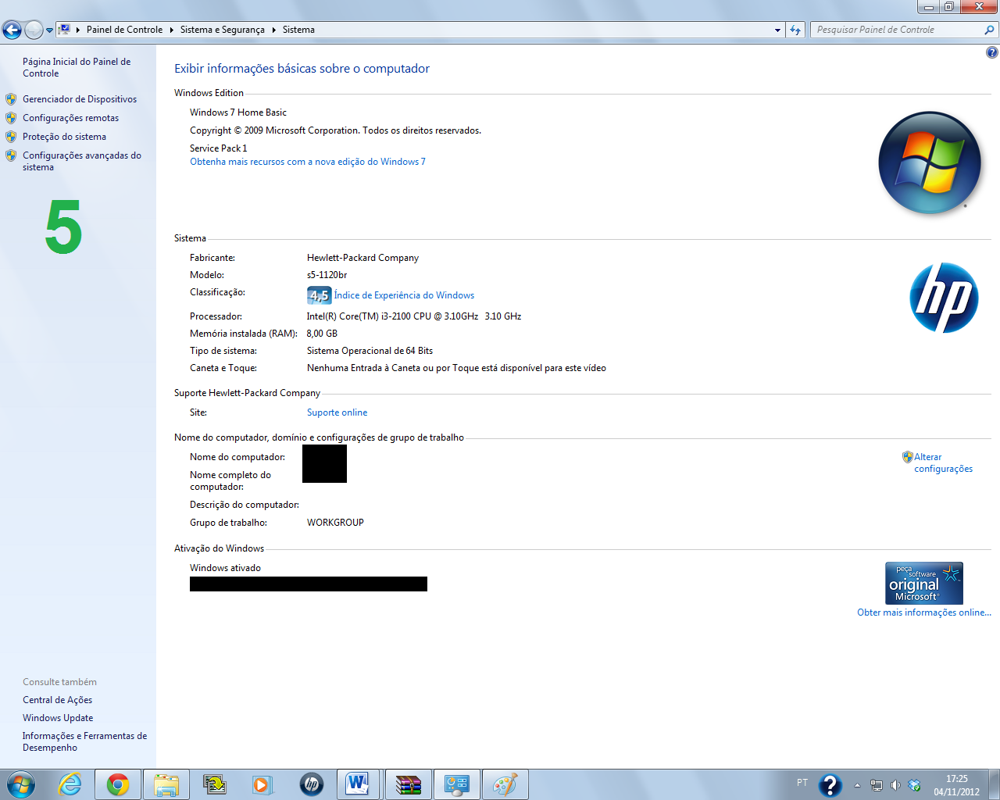 Painel de Controle Sistema e Segurança Sistema
Pesquisar Painel de Controle
Página Inicial do Painel de
Controle
Gerenciador de Dispositivos
Configurações remotas
Proteção do sistema
Configurações avançadas do
sistema
5
Exibir informações básicas sobre o computador
Windows Edition
Windows 7 Home Basic
Copyright © 2009 Microsoft Corporation. Todos os direitos reservados.
Service Pack 1
Obtenha mais recursos com a nova edição do Windows 7
Sistema
Fabricante: Hewlett-Packard Company
Modelo: s5-1120br
Classificação: 4,5 Índice de Experiência do Windows
Processador: Intel(R) Core(TM) i3-2100 CPU @ 3.10GHz 3.10 GHz
Memória instalada (RAM): 8,00 GB
Tipo de sistema: Sistema Operacional de 64 Bits
Caneta e Toque: Nenhuma Entrada à Caneta ou por Toque está disponível para este vídeo
hp
Suporte Hewlett-Packard Company
Site: Suporte online
Nome do computador, domínio e configurações de grupo de trabalho
Nome do computador:
Nome completo do
computador:
Descrição do computador:
Grupo de trabalho: WORKGROUP
Alterar
configurações
Ativação do Windows
Windows ativado
peça
software
original
Microsoft®
Obter mais informações online...
Consulte também
Central de Ações
Windows Update
Informações e Ferramentas de
Desempenho
hp
W
PT
17:25
04/11/2012